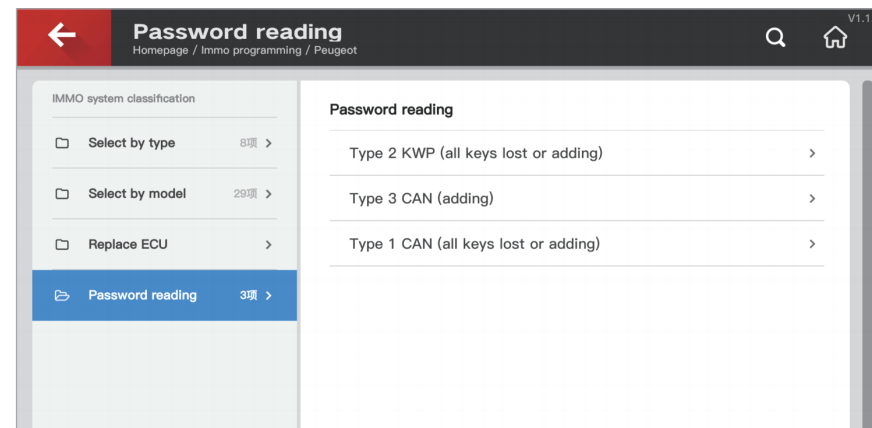 Password reading
V1.1
Homepage / Immo programming / Peugeot
IMMO system classification
Select by type 8项
Select by model 29项
Replace ECU
Password reading 3项
Password reading
Type 2 KWP (all keys lost or adding)
Type 3 CAN (adding)
Type 1 CAN (all keys lost or adding)